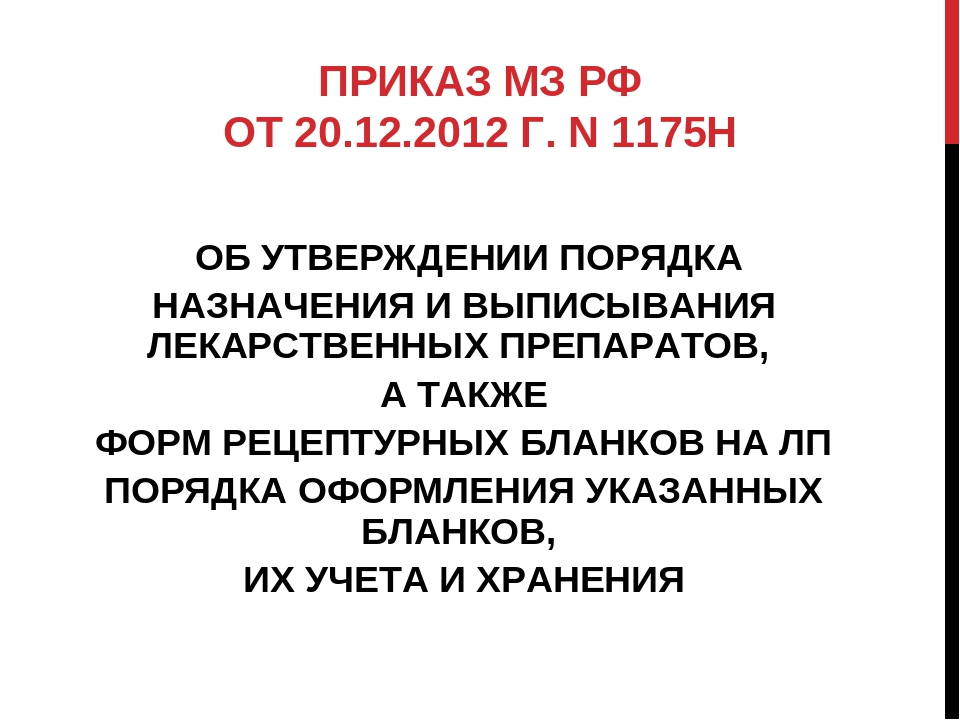 ПРИКАЗ МЗ РФ
ОТ 20.12.2012 Г. N 1175Н
ОБ УТВЕРЖДЕНИИ ПОРЯДКА
НАЗНАЧЕНИЯ И ВЫПИСЫВАНИЯ
ЛЕКАРСТВЕННЫХ ПРЕПАРАТОВ,
А ТАКЖЕ
ФОРМ РЕЦЕПТУРНЫХ БЛАНКОВ НА ЛП
ПОРЯДКА ОФОРМЛЕНИЯ УКАЗАННЫХ
БЛАНКОВ,
ИХ УЧЕТА И ХРАНЕНИЯ